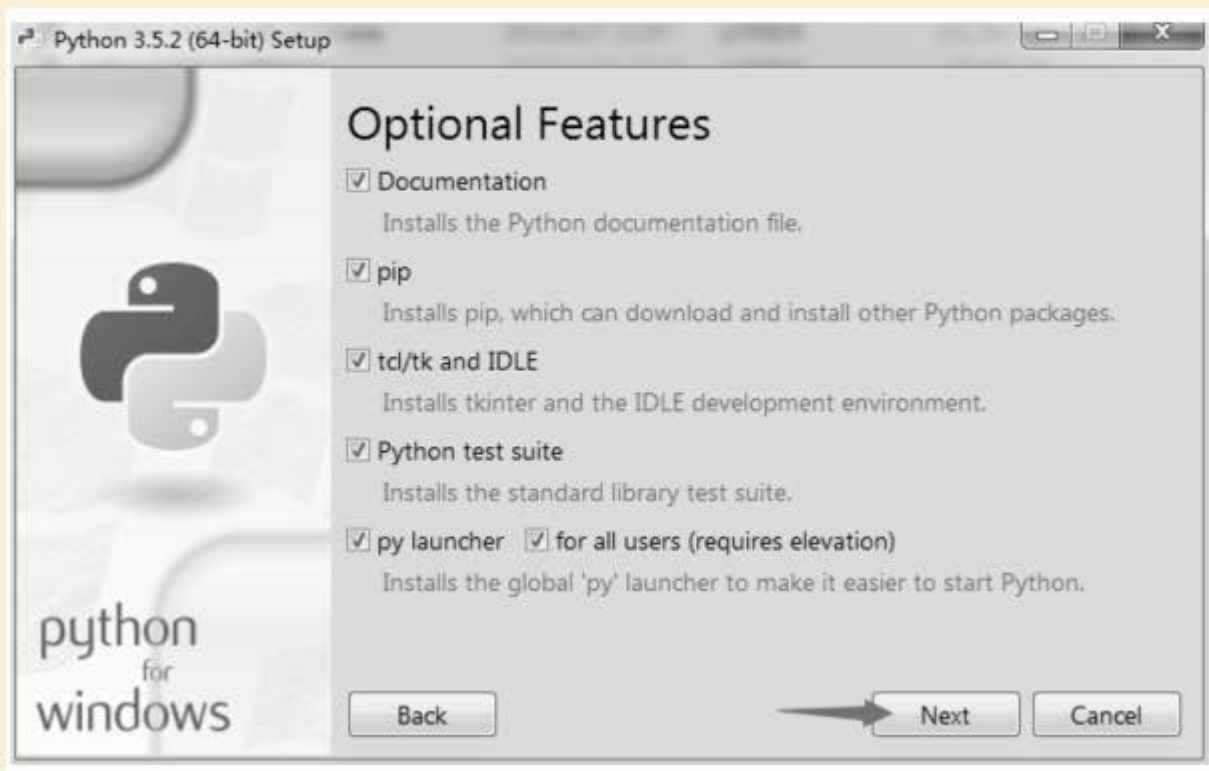 Python 3.5.2 (64-bit) Setup
Optional Features
Documentation
Installs the Python documentation file.
pip
Installs pip, which can download and install other Python packages.
tcl/tk and IDLE
Installs tkinter and the IDLE development environment.
Python test suite
Installs the standard library test suite.
py launcher for all users (requires elevation)
Installs the global 'py' launcher to make it easier to start Python.
python
for
windows
Back Next Cancel